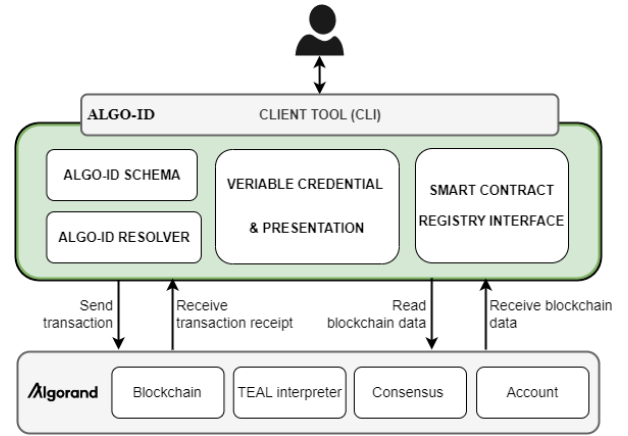 ALGO-ID CLIENT TOOL (CLI)
ALGO-ID SCHEMA
ALGO-ID RESOLVER
VERIABLE CREDENTIAL
& PRESENTATION
SMART CONTRACT
REGISTRY INTERFACE
Send
transaction
Receive
transaction receipt
Read
blockchain data
Receive blockchain
data
Algorand
Blockchain
TEAL interpreter
Consensus
Account